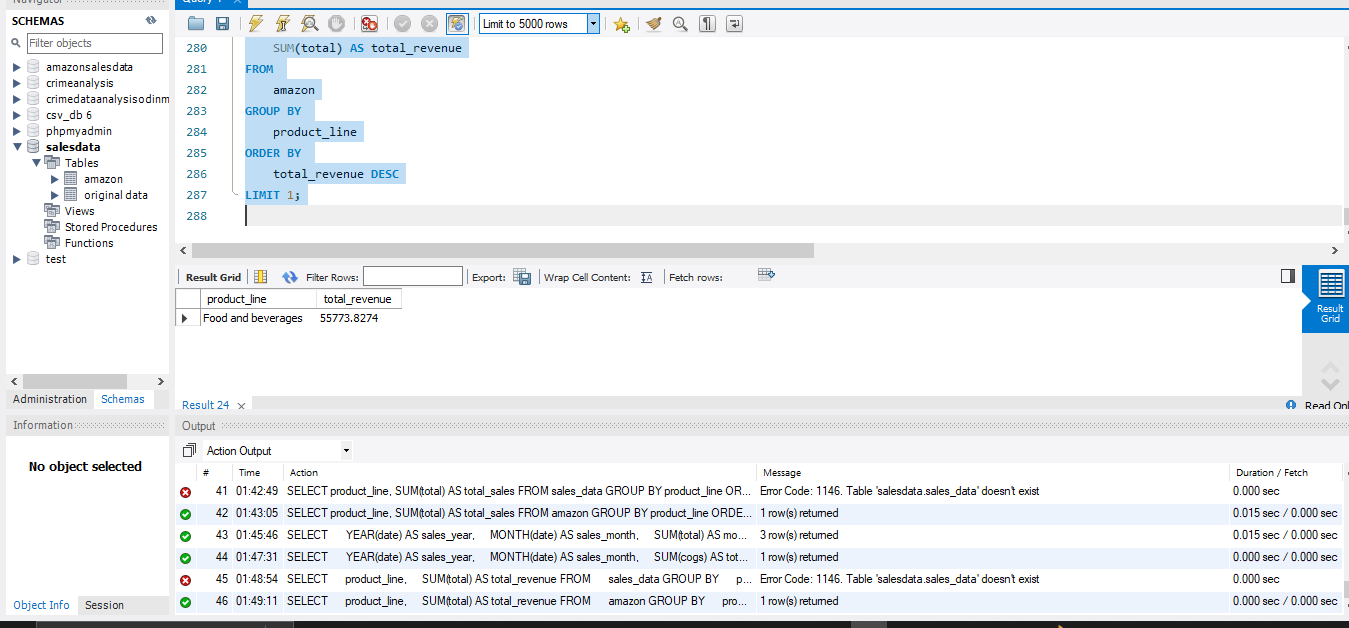 Navigator
SCHEMAS
Filter objects
amazonsalesdata
crimeanalysis
crimedataanalysisodinm
csv_db 6
phpmyadmin
salesdata
Tables
amazon
original data
Views
Stored Procedures
Functions
test
Administration Schemas
Information
No object selected
Object Info Session
Query 1
Limit to 5000 rows
280 SUM(total) AS total_revenue
281 FROM
282 amazon
283 GROUP BY
284 product_line
285 ORDER BY
286 total_revenue DESC
287 LIMIT 1;
288
Result Grid Filter Rows: Export: Wrap Cell Content: Fetch rows:
product_line total_revenue
Food and beverages 55773.8274
Result
Grid
Result 24
Read Onl
Output
Action Output
# Time Action Message Duration / Fetch
41 01:42:49 SELECT product_line, SUM(total) AS total_sales FROM sales_data GROUP BY product_line OR... Error Code: 1146. Table 'salesdata.sales_data' doesn't exist 0.000 sec
42 01:43:05 SELECT product_line, SUM(total) AS total_sales FROM amazon GROUP BY product_line ORDE... 1 row(s) returned 0.015 sec / 0.000 sec
43 01:45:46 SELECT YEAR(date) AS sales_year, MONTH(date) AS sales_month, SUM(total) AS mo... 3 row(s) returned 0.015 sec / 0.000 sec
44 01:47:31 SELECT YEAR(date) AS sales_year, MONTH(date) AS sales_month, SUM(cogs) AS tot... 1 row(s) returned 0.000 sec / 0.000 sec
45 01:48:54 SELECT product_line, SUM(total) AS total_revenue FROM sales_data GROUP BY p... Error Code: 1146. Table 'salesdata.sales_data' doesn't exist 0.000 sec
46 01:49:11 SELECT product_line, SUM(total) AS total_revenue FROM amazon GROUP BY pro... 1 row(s) returned 0.000 sec / 0.000 sec